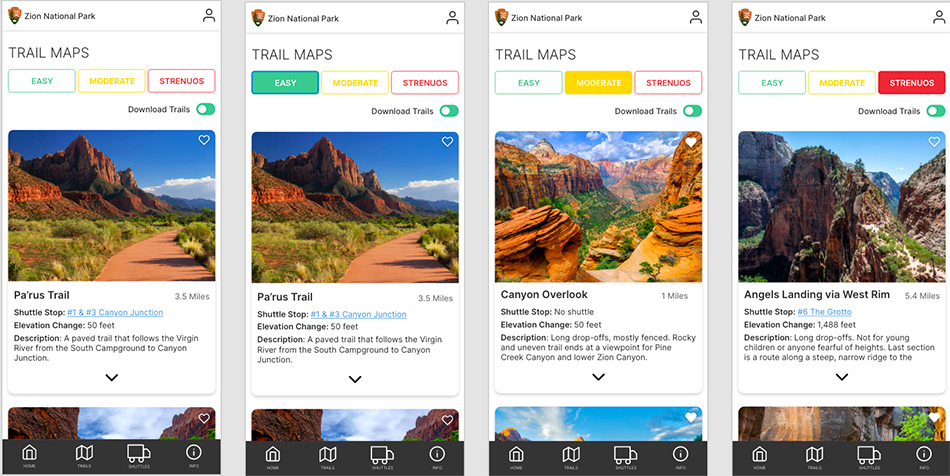 Zion National Park
TRAIL MAPS
EASY MODERATE STRENUOS
Download Trails
Pa'rus Trail 3.5 Miles
Shuttle Stop: #1 & #3 Canyon Junction
Elevation Change: 50 feet
Description: A paved trail that follows the Virgin
River from the South Campground to Canyon
Junction.
HOME TRAILS SHUTTLES INFO
Zion National Park
TRAIL MAPS
EASY MODERATE STRENUOS
Download Trails
Pa'rus Trail 3.5 Miles
Shuttle Stop: #1 & #3 Canyon Junction
Elevation Change: 50 feet
Description: A paved trail that follows the Virgin
River from the South Campground to Canyon
Junction.
HOME TRAILS SHUTTLES INFO
Zion National Park
TRAIL MAPS
EASY MODERATE STRENUOS
Download Trails
Canyon Overlook 1 Miles
Shuttle Stop: No shuttle
Elevation Change: 50 feet
Description: Long drop-offs, mostly fenced. Rocky
and uneven trail ends at a viewpoint for Pine
Creek Canyon and lower Zion Canyon.
HOME TRAILS SHUTTLES INFO
Zion National Park
TRAIL MAPS
EASY MODERATE STRENUOS
Download Trails
Angels Landing via West Rim 5.4 Miles
Shuttle Stop: #6 The Grotto
Elevation Change: 1,488 feet
Description: Long drop-offs. Not for young
children or anyone fearful of heights. Last section
is a route along a steep, narrow ridge to the
HOME TRAILS SHUTTLES INFO